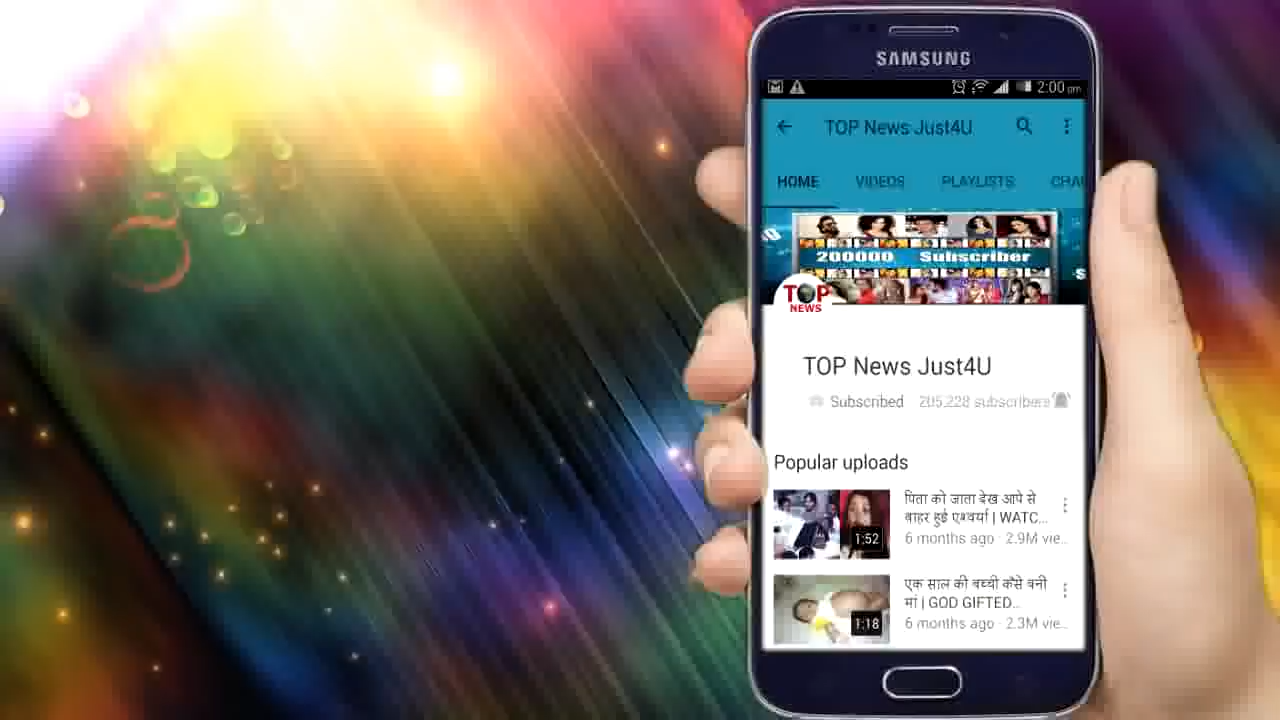 SAMSUNG
2:00 pm
TOP News Just4U
HOME VIDEOS PLAYLISTS CHA
200000 Subscriber
TOP
NEWS
TOP News Just4U
Subscribed 205,228 subscribers
Popular uploads
पिता को जाता देख आपे से
बाहर हुई एश्वर्या | WATC...
1:52
6 months ago · 2.9M vie..
एक साल की बच्ची कैसे बनी
मां | GOD GIFTED..
1:18
6 months ago · 2.3M vie..